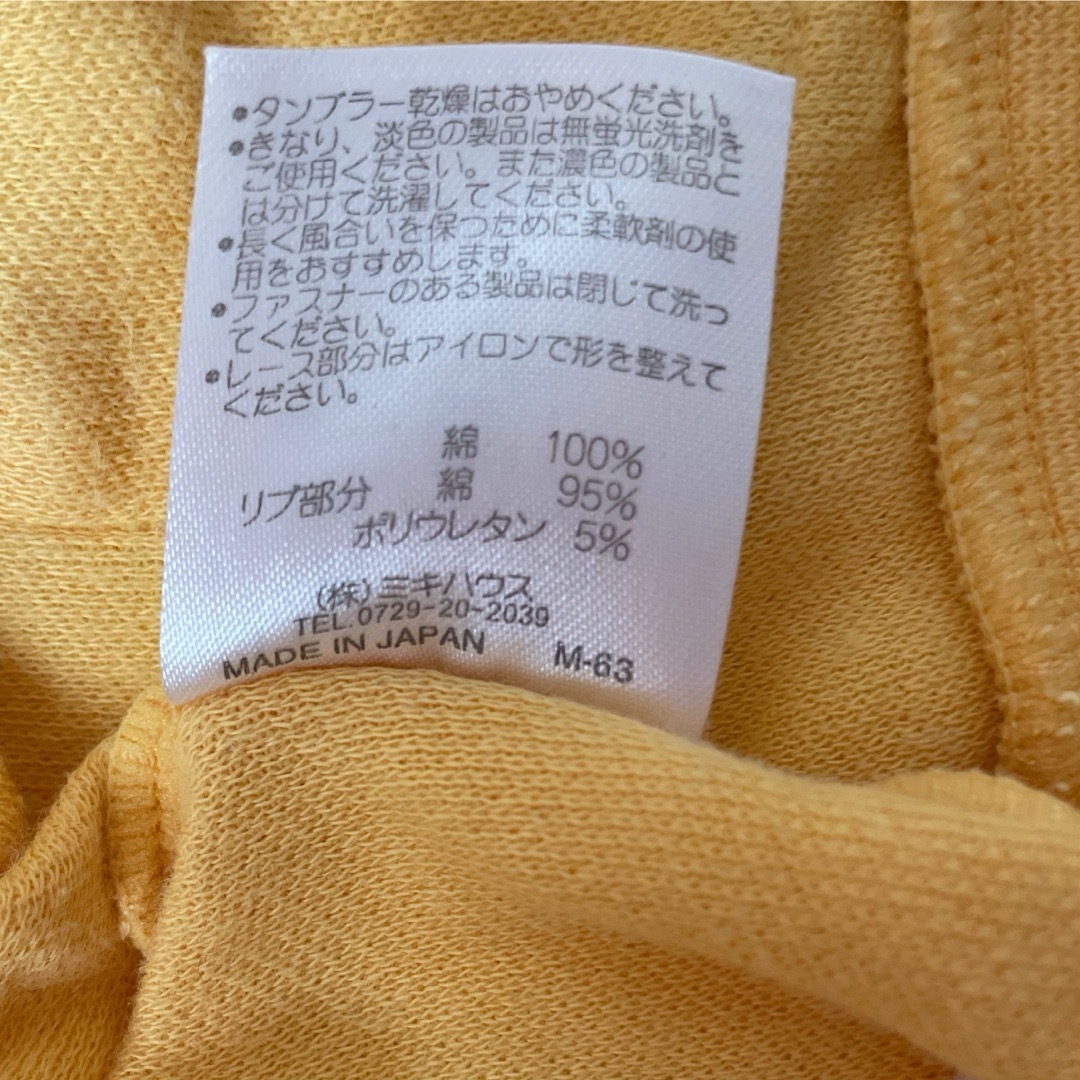 •タンブラー乾燥はおやめください。
•きなり、淡色の製品は無蛍光洗剤を
ご使用ください。また濃色の製品と
は分けて洗濯してください。
•長く風合いを保つために柔軟剤の使
用をおすすめします。
•ファスナーのある製品は閉じて洗っ
てください。
•レース部分はアイロンで形を整えて
ください。
綿 100%
リブ部分 綿 95%
ポリウレタン 5%
(株)ミキハウス
TEL.0729-20-2039
MADE IN JAPAN M-63